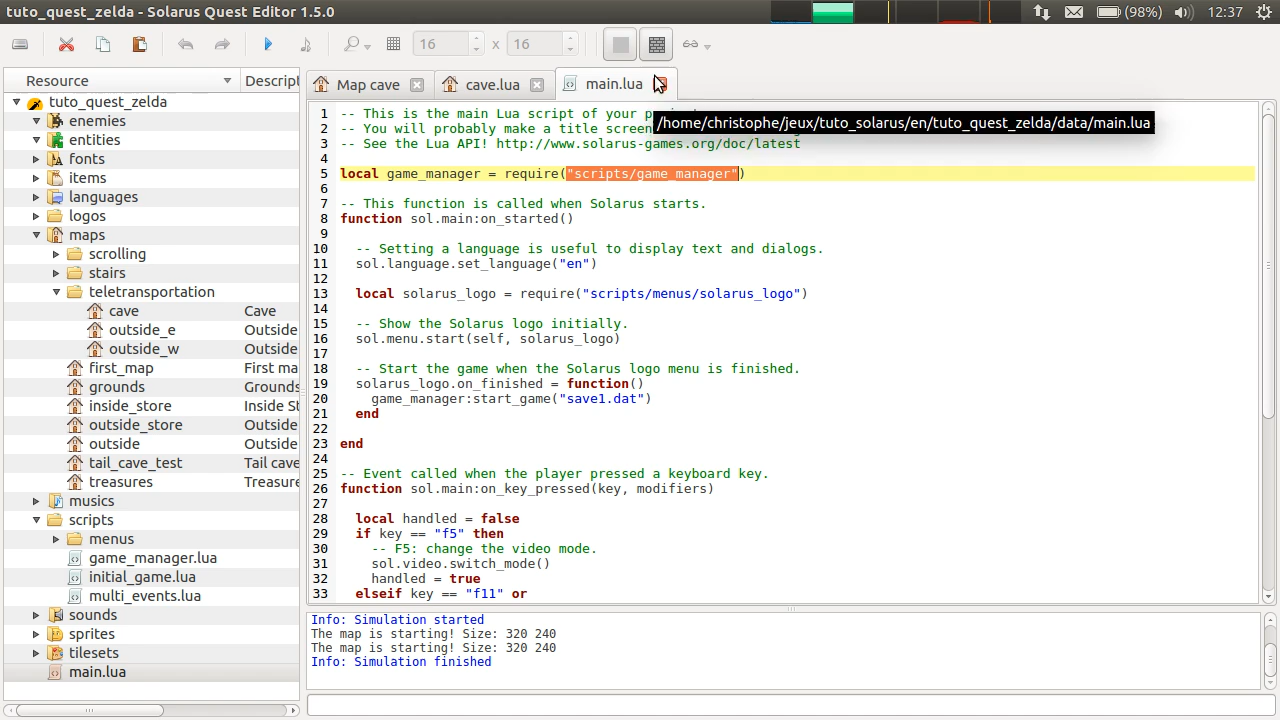 tuto_quest_zelda - Solarus Quest Editor 1.5.0
(98%)
12:37
16
x
16
Resource
Descript
tuto_quest_zelda
enemies
entities
fonts
items
languages
logos
maps
scrolling
stairs
teletransportation
cave Cave
outside_e Outside
outside_w Outside
first_map First ma
grounds Grounds
inside_store Inside St
outside_store Outside
outside Outside
tail_cave_test Tail cave
treasures Treasure
musics
scripts
menus
game_manager.lua
initial_game.lua
multi_events.lua
sounds
sprites
tilesets
main.lua
Map cave
cave.lua
main.lua
/home/christophe/jeux/tuto_solarus/en/tuto_quest_zelda/data/main.lua
1 -- This is the main Lua script of your
2 -- You will probably make a title screen
3 -- See the Lua API! http://www.solarus-games.org/doc/latest
4
5 local game_manager = require("scripts/game_manager")
6
7 -- This function is called when Solarus starts.
8 function sol.main:on_started()
9
10 -- Setting a language is useful to display text and dialogs.
11 sol.language.set_language("en")
12
13 local solarus_logo = require("scripts/menus/solarus_logo")
14
15 -- Show the Solarus logo initially.
16 sol.menu.start(self, solarus_logo)
17
18 -- Start the game when the Solarus logo menu is finished.
19 solarus_logo.on_finished = function()
20 game_manager:start_game("save1.dat")
21 end
22
23 end
24
25 -- Event called when the player pressed a keyboard key.
26 function sol.main:on_key_pressed(key, modifiers)
27
28 local handled = false
29 if key == "f5" then
30 -- F5: change the video mode.
31 sol.video.switch_mode()
32 handled = true
33 elseif key == "f11" or
Info: Simulation started
The map is starting! Size: 320 240
The map is starting! Size: 320 240
Info: Simulation finished